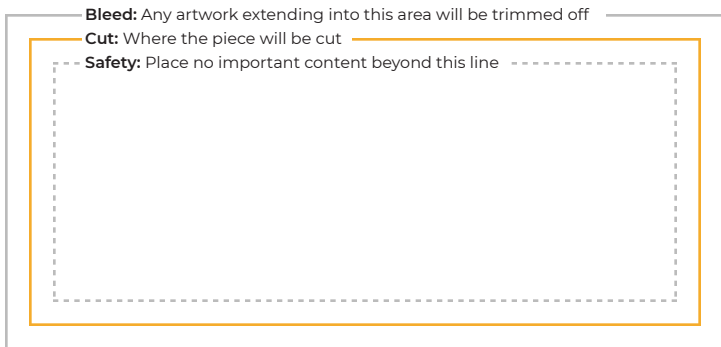 Bleed: Any artwork extending into this area will be trimmed off
Cut: Where the piece will be cut
Safety: Place no important content beyond this line